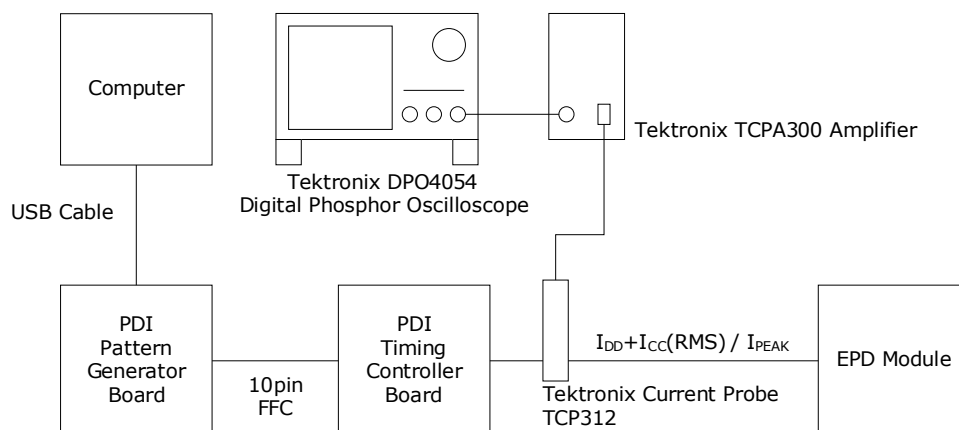 Computer
Tektronix TCPA300 Amplifier
Tektronix DPO4054
Digital Phosphor Oscilloscope
USB Cable
PDI
Pattern
Generator
Board
10pin
FFC
PDI
Timing
Controller
Board
IDD+ICC(RMS) / IPEAK
Tektronix Current Probe
TCP312
EPD Module